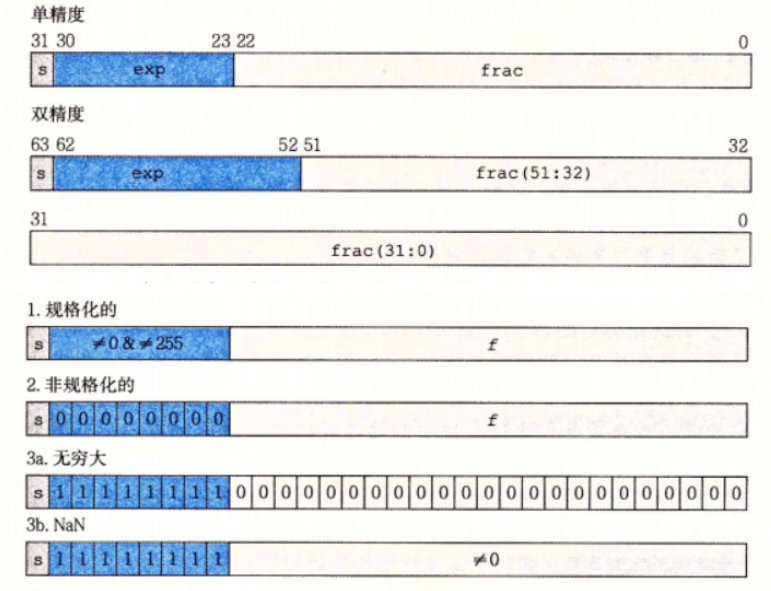 单精度
31 30 23 22 0
s exp frac
双精度
63 62 52 51 32
s exp frac(51:32)
31 0
frac(31:0)
1. 规格化的
s ≠0&≠255 f
2. 非规格化的
s 0 0 0 0 0 0 0 0 f
3a. 无穷大
s 1 1 1 1 1 1 1 1 0 0 0 0 0 0 0 0 0 0 0 0 0 0 0 0 0 0 0 0 0 0 0
3b. NaN
s 1 1 1 1 1 1 1 1 ≠0